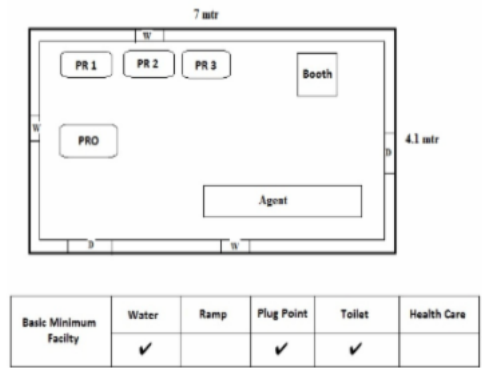 7 mtr
W
PR 1 PR 2 PR 3
Booth
W
PRO
4.1 mtr
D
Agent
D W
Basic Minimum Facilty Water Ramp Plug Point Toilet Health Care
✔ ✔ ✔